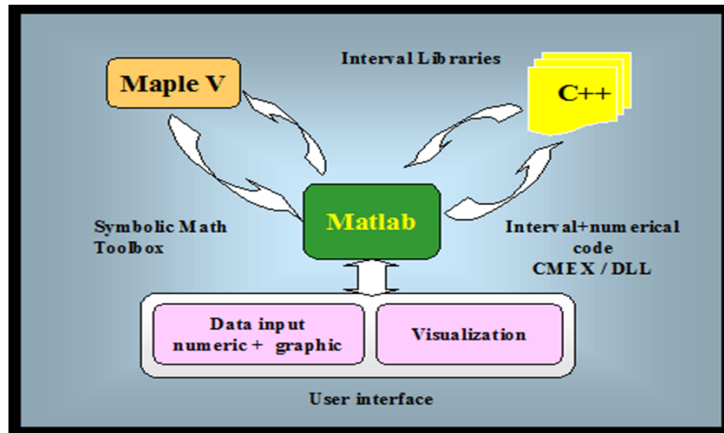 Interval Libraries
Maple V
C++
Matlab
Symbolic Math
Toolbox
Interval+numerical
code
CMEX / DLL
Data input
numeric + graphic
Visualization
User interface